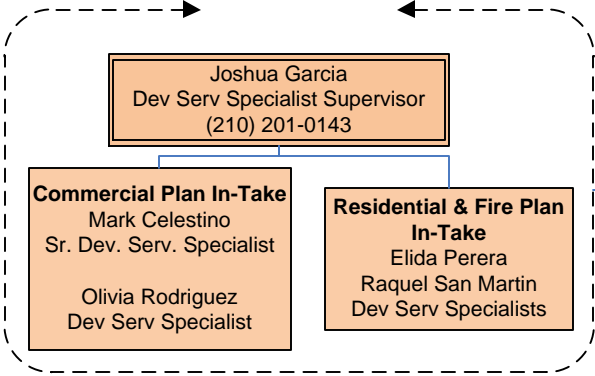 Joshua Garcia
Dev Serv Specialist Supervisor
(210) 201-0143
Commercial Plan In-Take
Mark Celestino
Sr. Dev. Serv. Specialist
Olivia Rodriguez
Dev Serv Specialist
Residential & Fire Plan
In-Take
Elida Perera
Raquel San Martin
Dev Serv Specialists